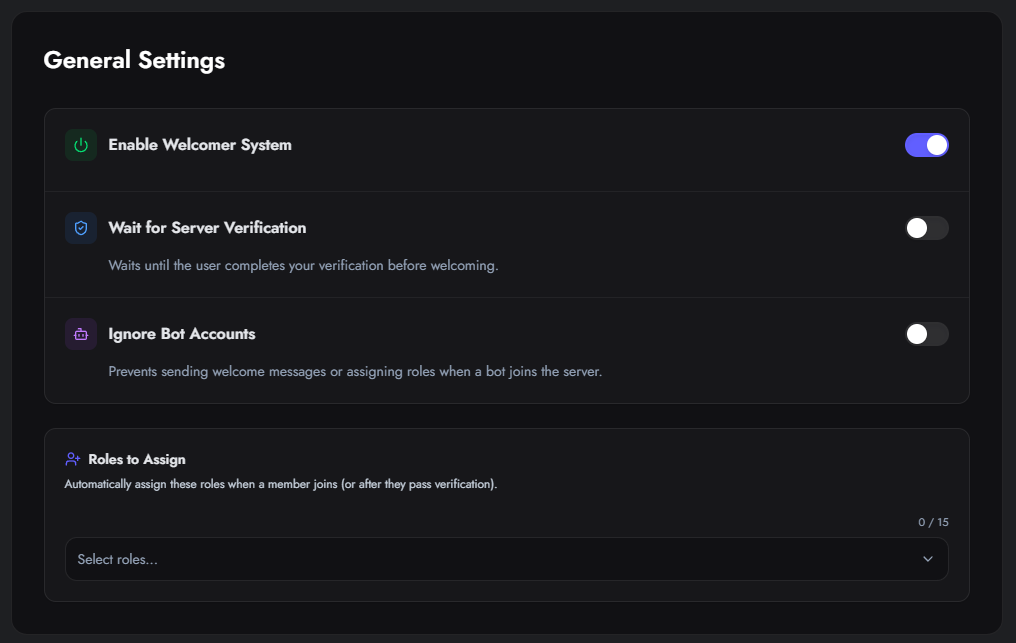 General Settings
Enable Welcomer System
Wait for Server Verification
Waits until the user completes your verification before welcoming.
Ignore Bot Accounts
Prevents sending welcome messages or assigning roles when a bot joins the server.
Roles to Assign
Automatically assign these roles when a member joins (or after they pass verification).
0 / 15
Select roles...